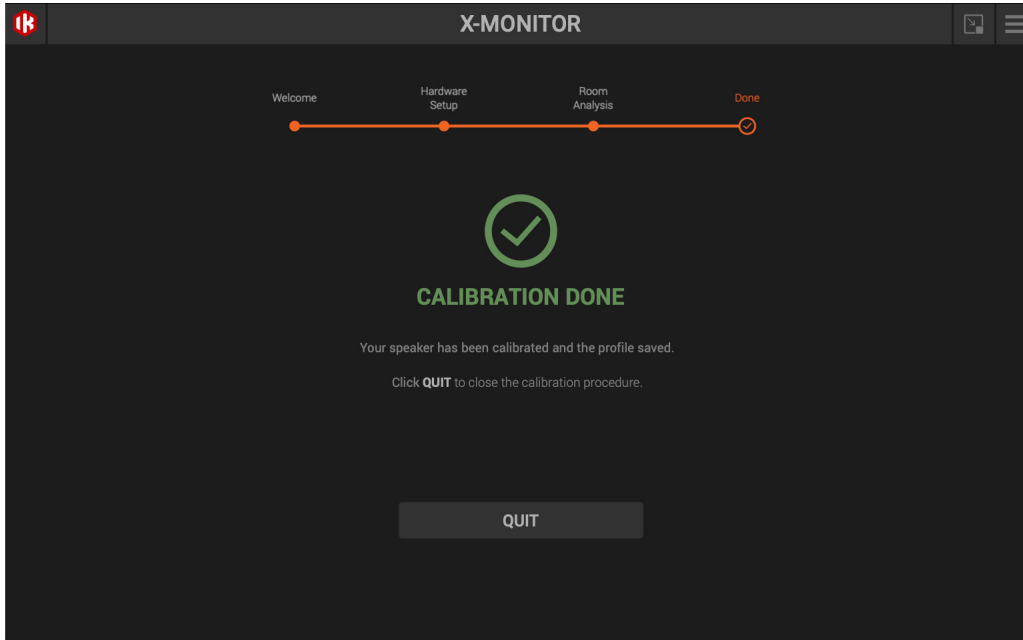 IK
X-MONITOR
Welcome
Hardware
Setup
Room
Analysis
Done
CALIBRATION DONE
Your speaker has been calibrated and the profile saved.
Click QUIT to close the calibration procedure.
QUIT